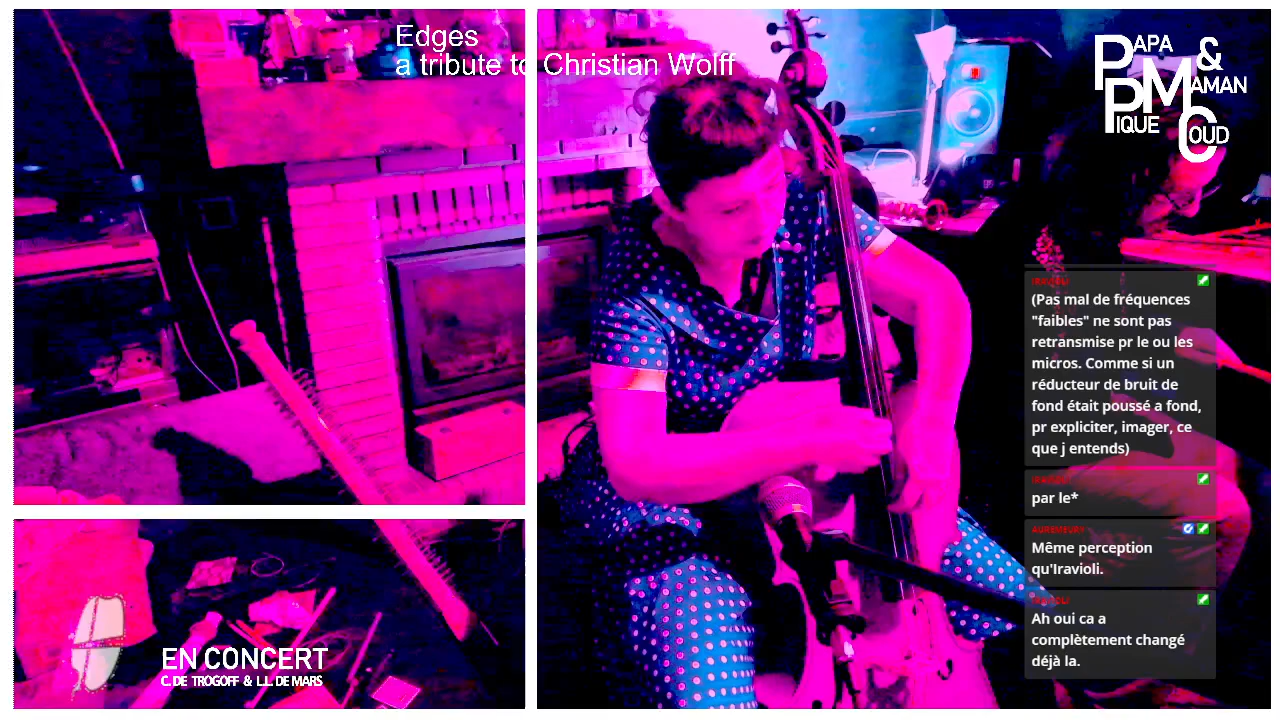 Edges
a tribute to Christian Wolff
PAPA &
MAMAN
PIQUE
COUD
IRAVIOLI
(Pas mal de fréquences
"faibles" ne sont pas
retransmise pr le ou les
micros. Comme si un
réducteur de bruit de
fond était poussé a fond,
pr expliciter, imager, ce
que j entends)
IRAVIOLI
par le*
Même perception
qu'Iravioli.
IRAVIOLI
Ah oui ca a
complètement changé
déjà la.
EN CONCERT
C. DE TROGOFF & L.L. DE MARS